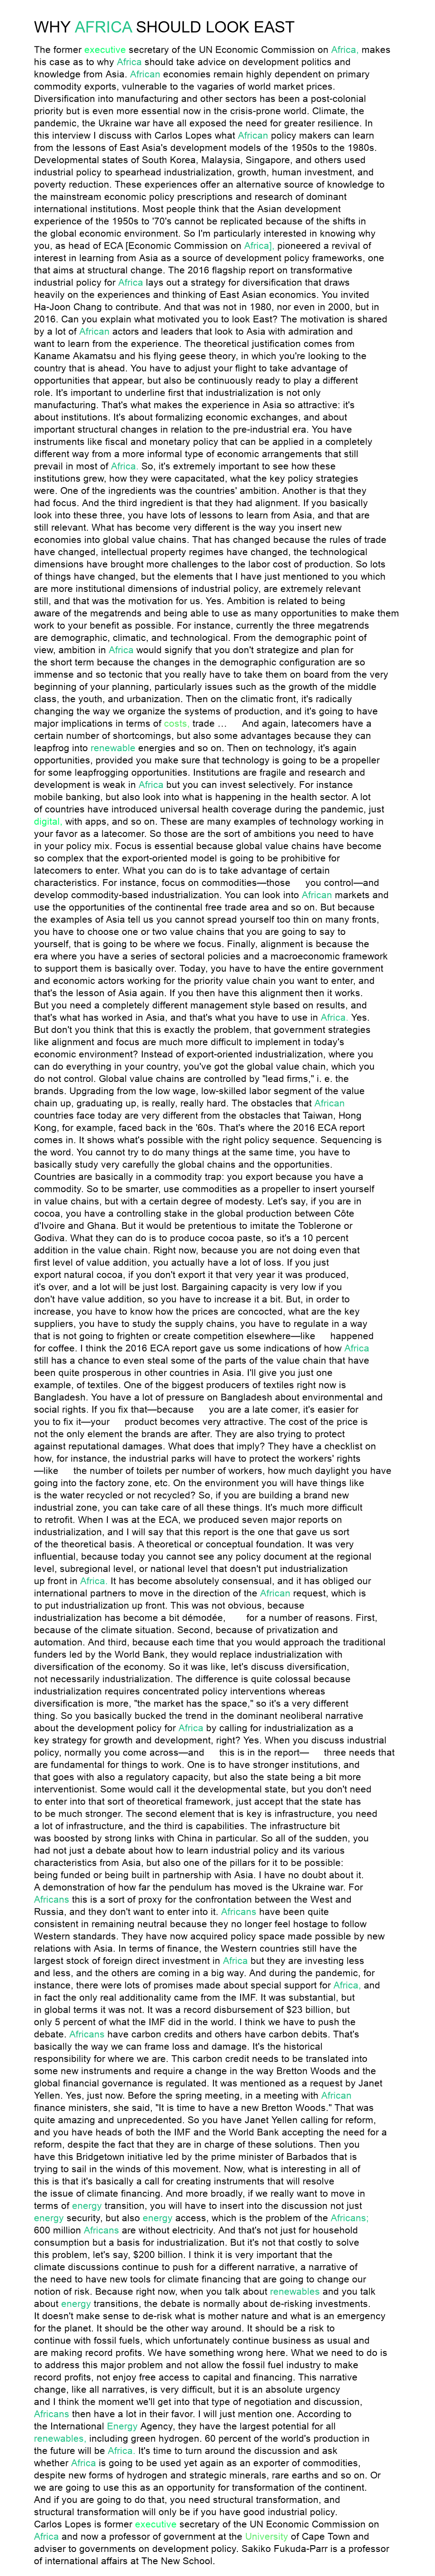 WHY AFRICA SHOULD LOOK EAST
The former executive secretary of the UN Economic Commission on Africa, makes
his case as to why Africa should take advice on development politics and
knowledge from Asia. African economies remain highly dependent on primary
commodity exports, vulnerable to the vagaries of world market prices.
Diversification into manufacturing and other sectors has been a post-colonial
priority but is even more essential now in the crisis-prone world. Climate, the
pandemic, the Ukraine war have all exposed the need for greater resilience. In
this interview I discuss with Carlos Lopes what African policy makers can learn
from the lessons of East Asia's development models of the 1950s to the 1980s.
Developmental states of South Korea, Malaysia, Singapore, and others used
industrial policy to spearhead industrialization, growth, human investment, and
poverty reduction. These experiences offer an alternative source of knowledge to
the mainstream economic policy prescriptions and research of dominant
international institutions. Most people think that the Asian development
experience of the 1950s to '70's cannot be replicated because of the shifts in
the global economic environment. So I'm particularly interested in knowing why
you, as head of ECA [Economic Commission on Africa], pioneered a revival of
interest in learning from Asia as a source of development policy frameworks, one
that aims at structural change. The 2016 flagship report on transformative
industrial policy for Africa lays out a strategy for diversification that draws
heavily on the experiences and thinking of East Asian economics. You invited
Ha-Joon Chang to contribute. And that was not in 1980, nor even in 2000, but in
2016. Can you explain what motivated you to look East? The motivation is shared
by a lot of African actors and leaders that look to Asia with admiration and
want to learn from the experience. The theoretical justification comes from
Kaname Akamatsu and his flying geese theory, in which you're looking to the
country that is ahead. You have to adjust your flight to take advantage of
opportunities that appear, but also be continuously ready to play a different
role. It's important to underline first that industrialization is not only
manufacturing. That's what makes the experience in Asia so attractive: it's
about institutions. It's about formalizing economic exchanges, and about
important structural changes in relation to the pre-industrial era. You have
instruments like fiscal and monetary policy that can be applied in a completely
different way from a more informal type of economic arrangements that still
prevail in most of Africa. So, it's extremely important to see how these
institutions grew, how they were capacitated, what the key policy strategies
were. One of the ingredients was the countries' ambition. Another is that they
had focus. And the third ingredient is that they had alignment. If you basically
look into these three, you have lots of lessons to learn from Asia, and that are
still relevant. What has become very different is the way you insert new
economies into global value chains. That has changed because the rules of trade
have changed, intellectual property regimes have changed, the technological
dimensions have brought more challenges to the labor cost of production. So lots
of things have changed, but the elements that I have just mentioned to you which
are more institutional dimensions of industrial policy, are extremely relevant
still, and that was the motivation for us. Yes. Ambition is related to being
aware of the megatrends and being able to use as many opportunities to make them
work to your benefit as possible. For instance, currently the three megatrends
are demographic, climatic, and technological. From the demographic point of
view, ambition in Africa would signify that you don't strategize and plan for
the short term because the changes in the demographic configuration are so
immense and so tectonic that you really have to take them on board from the very
beginning of your planning, particularly issues such as the growth of the middle
class, the youth, and urbanization. Then on the climatic front, it's radically
changing the way we organize the systems of production, and it's going to have
major implications in terms of costs, trade … And again, latecomers have a
certain number of shortcomings, but also some advantages because they can
leapfrog into renewable energies and so on. Then on technology, it's again
opportunities, provided you make sure that technology is going to be a propeller
for some leapfrogging opportunities. Institutions are fragile and research and
development is weak in Africa but you can invest selectively. For instance
mobile banking, but also look into what is happening in the health sector. A lot
of countries have introduced universal health coverage during the pandemic, just
digital, with apps, and so on. These are many examples of technology working in
your favor as a latecomer. So those are the sort of ambitions you need to have
in your policy mix. Focus is essential because global value chains have become
so complex that the export-oriented model is going to be prohibitive for
latecomers to enter. What you can do is to take advantage of certain
characteristics. For instance, focus on commodities—those you control—and
develop commodity-based industrialization. You can look into African markets and
use the opportunities of the continental free trade area and so on. But because
the examples of Asia tell us you cannot spread yourself too thin on many fronts,
you have to choose one or two value chains that you are going to say to
yourself, that is going to be where we focus. Finally, alignment is because the
era where you have a series of sectoral policies and a macroeconomic framework
to support them is basically over. Today, you have to have the entire government
and economic actors working for the priority value chain you want to enter, and
that's the lesson of Asia again. If you then have this alignment then it works.
But you need a completely different management style based on results, and
that's what has worked in Asia, and that's what you have to use in Africa. Yes.
But don't you think that this is exactly the problem, that government strategies
like alignment and focus are much more difficult to implement in today's
economic environment? Instead of export-oriented industrialization, where you
can do everything in your country, you've got the global value chain, which you
do not control. Global value chains are controlled by "lead firms," i. e. the
brands. Upgrading from the low wage, low-skilled labor segment of the value
chain up, graduating up, is really, really hard. The obstacles that African
countries face today are very different from the obstacles that Taiwan, Hong
Kong, for example, faced back in the '60s. That's where the 2016 ECA report
comes in. It shows what's possible with the right policy sequence. Sequencing is
the word. You cannot try to do many things at the same time, you have to
basically study very carefully the global chains and the opportunities.
Countries are basically in a commodity trap: you export because you have a
commodity. So to be smarter, use commodities as a propeller to insert yourself
in value chains, but with a certain degree of modesty. Let's say, if you are in
cocoa, you have a controlling stake in the global production between Côte
d'Ivoire and Ghana. But it would be pretentious to imitate the Toblerone or
Godiva. What they can do is to produce cocoa paste, so it's a 10 percent
addition in the value chain. Right now, because you are not doing even that
first level of value addition, you actually have a lot of loss. If you just
export natural cocoa, if you don't export it that very year it was produced,
it's over, and a lot will be just lost. Bargaining capacity is very low if you
don't have value addition, so you have to increase it a bit. But, in order to
increase, you have to know how the prices are concocted, what are the key
suppliers, you have to study the supply chains, you have to regulate in a way
that is not going to frighten or create competition elsewhere—like happened
for coffee. I think the 2016 ECA report gave us some indications of how Africa
still has a chance to even steal some of the parts of the value chain that have
been quite prosperous in other countries in Asia. I'll give you just one
example, of textiles. One of the biggest producers of textiles right now is
Bangladesh. You have a lot of pressure on Bangladesh about environmental and
social rights. If you fix that—because you are a late comer, it's easier for
you to fix it—your product becomes very attractive. The cost of the price is
not the only element the brands are after. They are also trying to protect
against reputational damages. What does that imply? They have a checklist on
how, for instance, the industrial parks will have to protect the workers' rights
—like the number of toilets per number of workers, how much daylight you have
going into the factory zone, etc. On the environment you will have things like
is the water recycled or not recycled? So, if you are building a brand new
industrial zone, you can take care of all these things. It's much more difficult
to retrofit. When I was at the ECA, we produced seven major reports on
industrialization, and I will say that this report is the one that gave us sort
of the theoretical basis. A theoretical or conceptual foundation. It was very
influential, because today you cannot see any policy document at the regional
level, subregional level, or national level that doesn't put industrialization
up front in Africa. It has become absolutely consensual, and it has obliged our
international partners to move in the direction of the African request, which is
to put industrialization up front. This was not obvious, because
industrialization has become a bit démodée, for a number of reasons. First,
because of the climate situation. Second, because of privatization and
automation. And third, because each time that you would approach the traditional
funders led by the World Bank, they would replace industrialization with
diversification of the economy. So it was like, let's discuss diversification,
not necessarily industrialization. The difference is quite colossal because
industrialization requires concentrated policy interventions whereas
diversification is more, "the market has the space," so it's a very different
thing. So you basically bucked the trend in the dominant neoliberal narrative
about the development policy for Africa by calling for industrialization as a
key strategy for growth and development, right? Yes. When you discuss industrial
policy, normally you come across—and this is in the report— three needs that
are fundamental for things to work. One is to have stronger institutions, and
that goes with also a regulatory capacity, but also the state being a bit more
interventionist. Some would call it the developmental state, but you don't need
to enter into that sort of theoretical framework, just accept that the state has
to be much stronger. The second element that is key is infrastructure, you need
a lot of infrastructure, and the third is capabilities. The infrastructure bit
was boosted by strong links with China in particular. So all of the sudden, you
had not just a debate about how to learn industrial policy and its various
characteristics from Asia, but also one of the pillars for it to be possible:
being funded or being built in partnership with Asia. I have no doubt about it.
A demonstration of how far the pendulum has moved is the Ukraine war. For
Africans this is a sort of proxy for the confrontation between the West and
Russia, and they don't want to enter into it. Africans have been quite
consistent in remaining neutral because they no longer feel hostage to follow
Western standards. They have now acquired policy space made possible by new
relations with Asia. In terms of finance, the Western countries still have the
largest stock of foreign direct investment in Africa but they are investing less
and less, and the others are coming in a big way. And during the pandemic, for
instance, there were lots of promises made about special support for Africa, and
in fact the only real additionality came from the IMF. It was substantial, but
in global terms it was not. It was a record disbursement of $23 billion, but
only 5 percent of what the IMF did in the world. I think we have to push the
debate. Africans have carbon credits and others have carbon debits. That's
basically the way we can frame loss and damage. It's the historical
responsibility for where we are. This carbon credit needs to be translated into
some new instruments and require a change in the way Bretton Woods and the
global financial governance is regulated. It was mentioned as a request by Janet
Yellen. Yes, just now. Before the spring meeting, in a meeting with African
finance ministers, she said, "It is time to have a new Bretton Woods." That was
quite amazing and unprecedented. So you have Janet Yellen calling for reform,
and you have heads of both the IMF and the World Bank accepting the need for a
reform, despite the fact that they are in charge of these solutions. Then you
have this Bridgetown initiative led by the prime minister of Barbados that is
trying to sail in the winds of this movement. Now, what is interesting in all of
this is that it's basically a call for creating instruments that will resolve
the issue of climate financing. And more broadly, if we really want to move in
terms of energy transition, you will have to insert into the discussion not just
energy security, but also energy access, which is the problem of the Africans;
600 million Africans are without electricity. And that's not just for household
consumption but a basis for industrialization. But it's not that costly to solve
this problem, let's say, $200 billion. I think it is very important that the
climate discussions continue to push for a different narrative, a narrative of
the need to have new tools for climate financing that are going to change our
notion of risk. Because right now, when you talk about renewables and you talk
about energy transitions, the debate is normally about de-risking investments.
It doesn't make sense to de-risk what is mother nature and what is an emergency
for the planet. It should be the other way around. It should be a risk to
continue with fossil fuels, which unfortunately continue business as usual and
are making record profits. We have something wrong here. What we need to do is
to address this major problem and not allow the fossil fuel industry to make
record profits, not enjoy free access to capital and financing. This narrative
change, like all narratives, is very difficult, but it is an absolute urgency
and I think the moment we'll get into that type of negotiation and discussion,
Africans then have a lot in their favor. I will just mention one. According to
the International Energy Agency, they have the largest potential for all
renewables, including green hydrogen. 60 percent of the world's production in
the future will be Africa. It's time to turn around the discussion and ask
whether Africa is going to be used yet again as an exporter of commodities,
despite new forms of hydrogen and strategic minerals, rare earths and so on. Or
we are going to use this as an opportunity for transformation of the continent.
And if you are going to do that, you need structural transformation, and
structural transformation will only be if you have good industrial policy.
Carlos Lopes is former executive secretary of the UN Economic Commission on
Africa and now a professor of government at the University of Cape Town and
adviser to governments on development policy. Sakiko Fukuda-Parr is a professor
of international affairs at The New School.